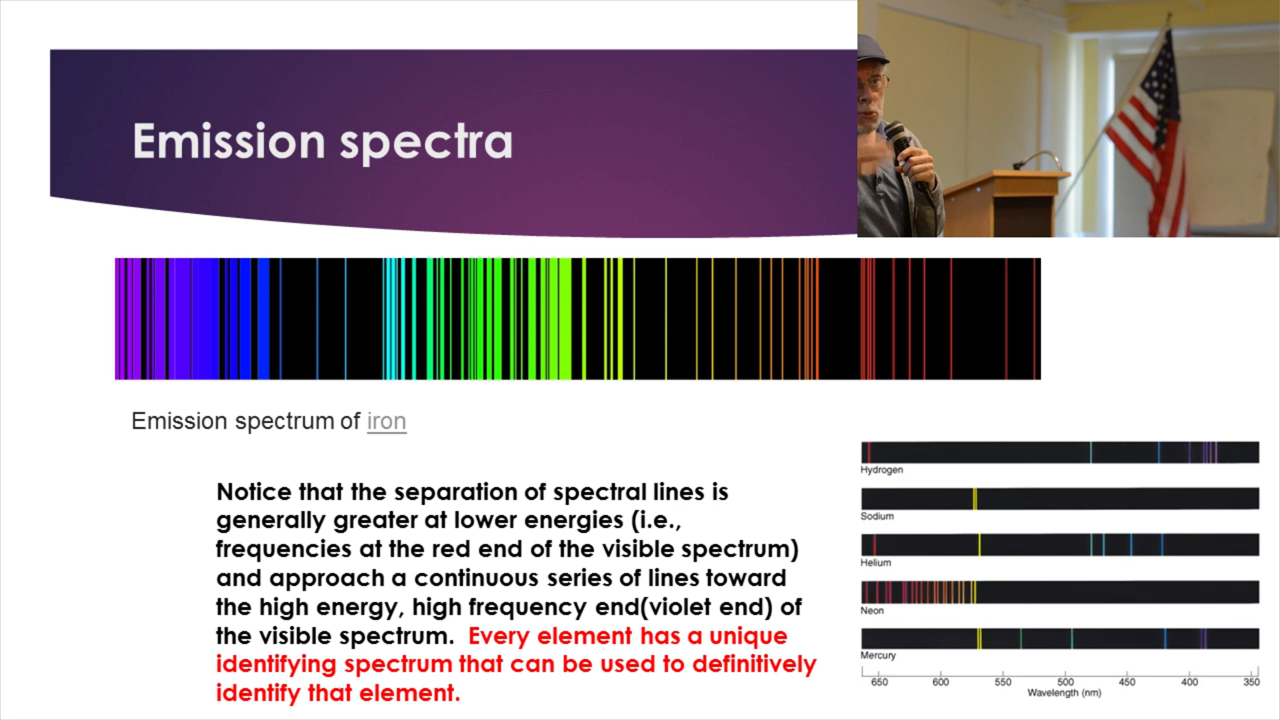 Emission spectra
Emission spectrum of iron
Notice that the separation of spectral lines is
generally greater at lower energies (i.e.,
frequencies at the red end of the visible spectrum)
and approach a continuous series of lines toward
the high energy, high frequency end(violet end) of
the visible spectrum.  Every element has a unique
identifying spectrum that can be used to definitively
identify that element.
Hydrogen
Sodium
Helium
Neon
Mercury
650 600 550 500 450 400 350
Wavelength (nm)